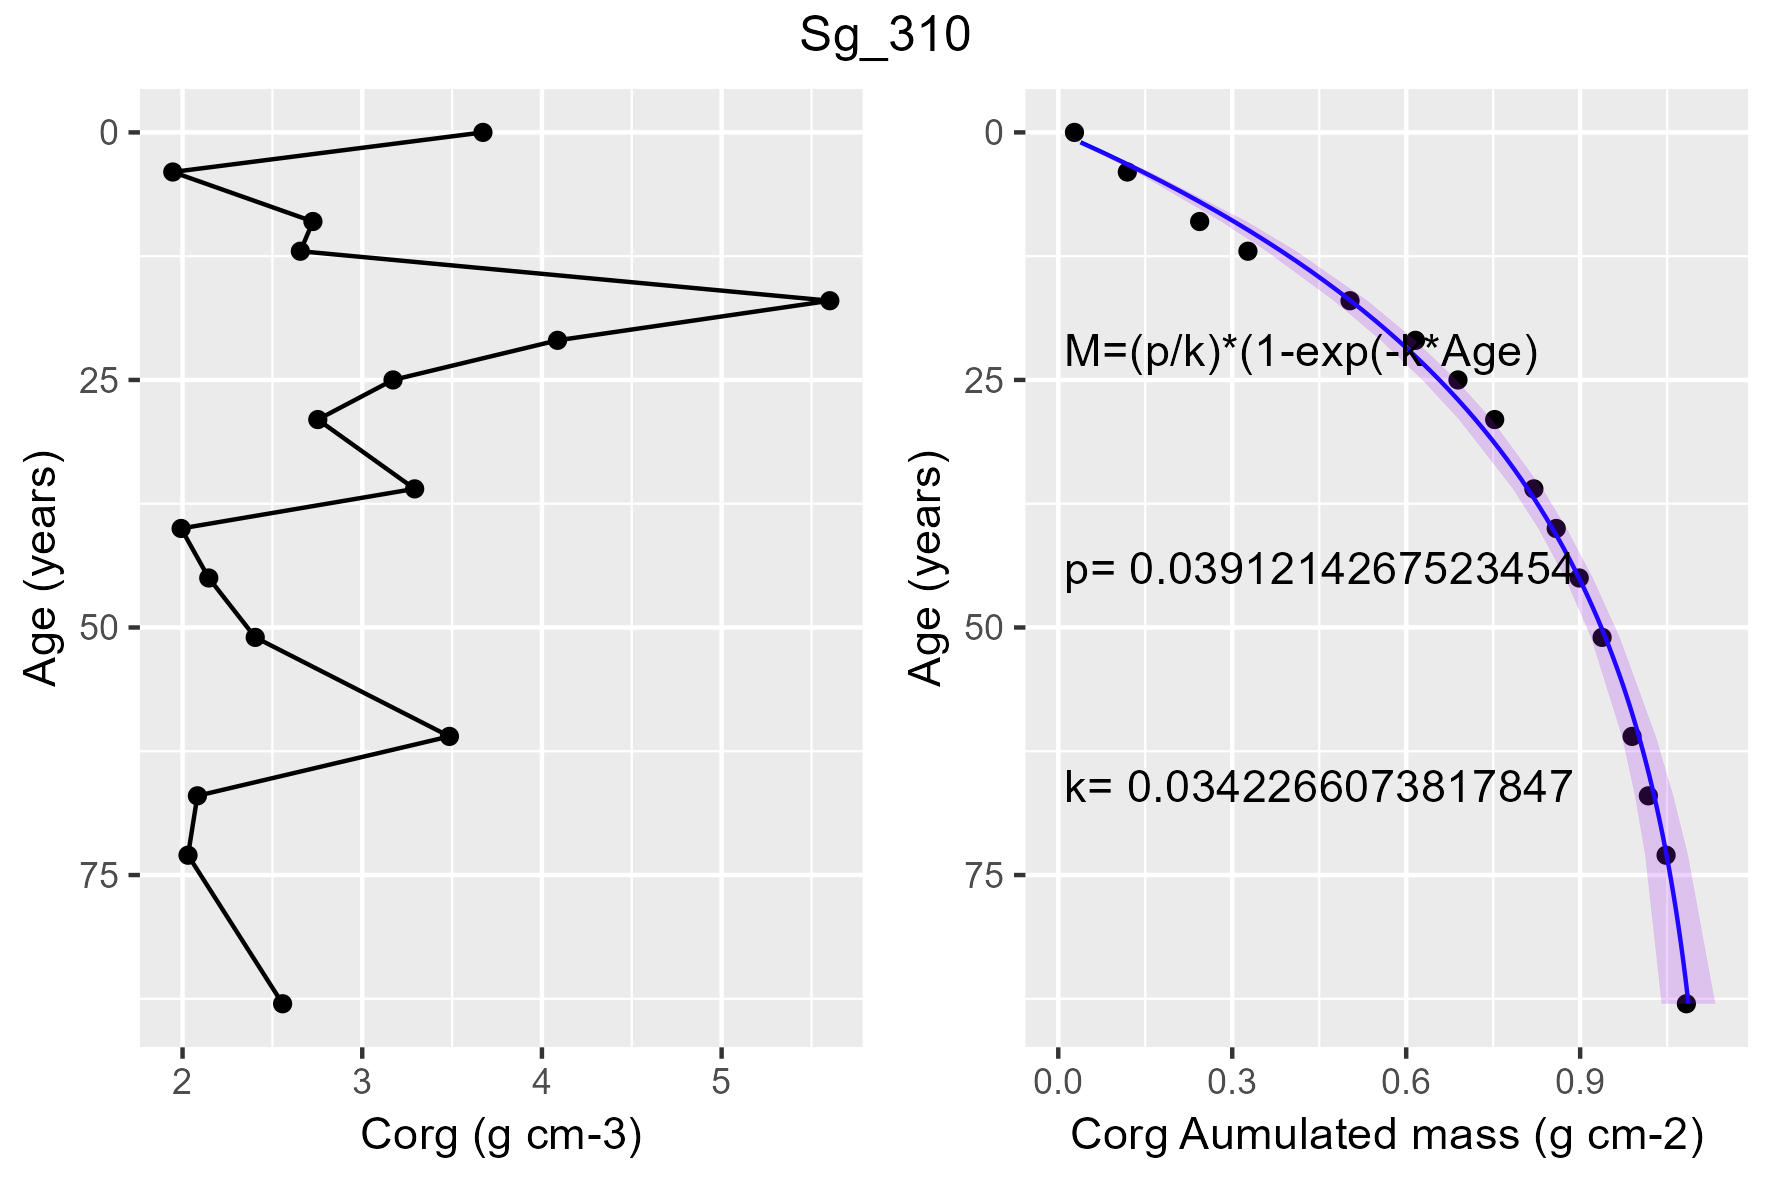 Sg_310
0
25
50
75
Age (years)
2 3 4 5
Corg (g cm-3)
0
25
50
75
Age (years)
M=(p/k)*(1-exp(-k*Age)
p= 0.0391214267523454
k= 0.0342266073817847
0.0 0.3 0.6 0.9
Corg Aumulated mass (g cm-2)